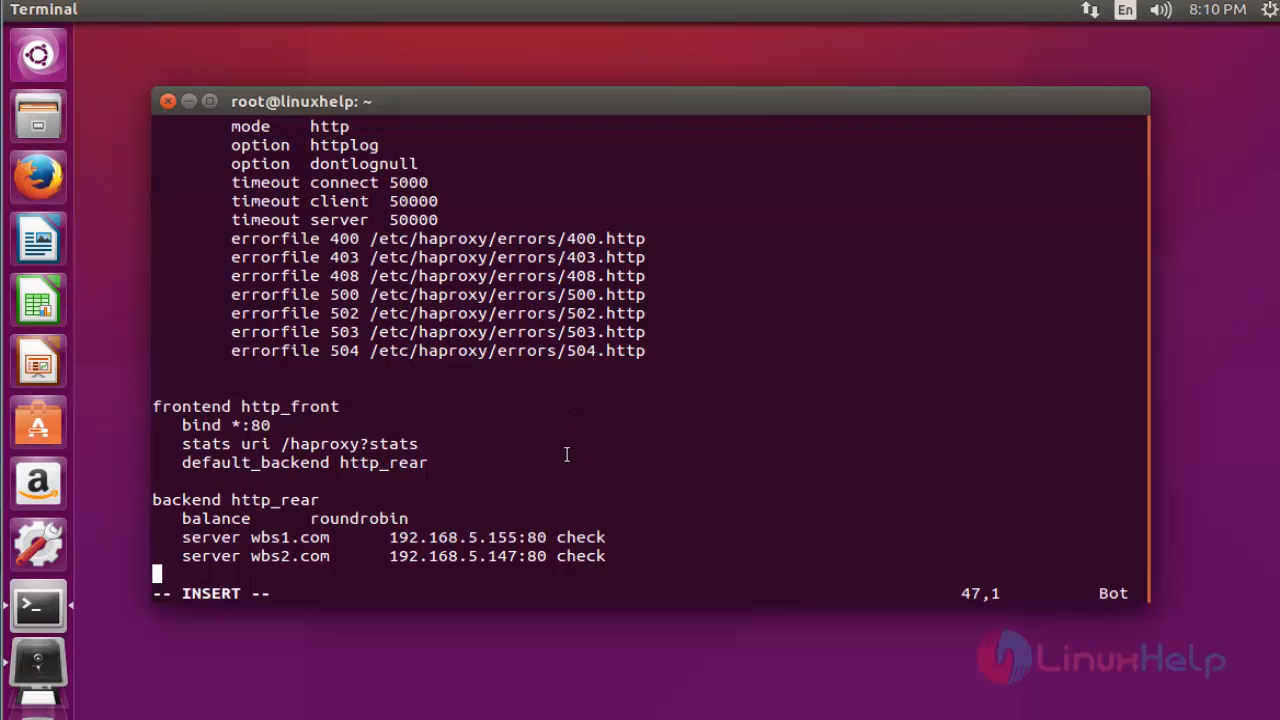 Terminal
En
8:10 PM
root@linuxhelp: ~
mode http
option httplog
option dontlognull
timeout connect 5000
timeout client 50000
timeout server 50000
errorfile 400 /etc/haproxy/errors/400.http
errorfile 403 /etc/haproxy/errors/403.http
errorfile 408 /etc/haproxy/errors/408.http
errorfile 500 /etc/haproxy/errors/500.http
errorfile 502 /etc/haproxy/errors/502.http
errorfile 503 /etc/haproxy/errors/503.http
errorfile 504 /etc/haproxy/errors/504.http
frontend http_front
bind *:80
stats uri /haproxy?stats
default_backend http_rear
backend http_rear
balance roundrobin
server wbs1.com 192.168.5.155:80 check
server wbs2.com 192.168.5.147:80 check
-- INSERT -- 47,1 Bot
LinuxHelp